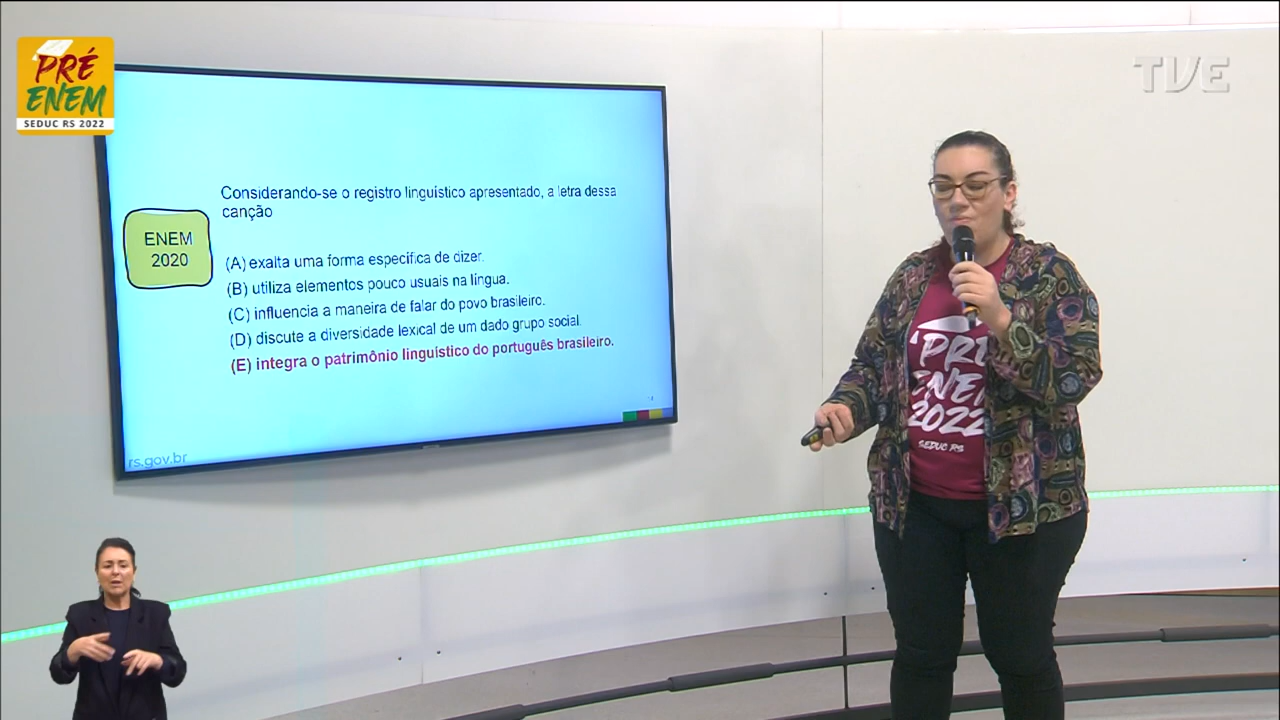 PRÉ
ENEM
SEDUC RS 2022
TVE
Considerando-se o registro linguístico apresentado, a letra dessa
canção
ENEM
2020
(A) exalta uma forma específica de dizer.
(B) utiliza elementos pouco usuais na língua.
(C) influencia a maneira de falar do povo brasileiro.
(D) discute a diversidade lexical de um dado grupo social.
(E) integra o patrimônio linguístico do português brasileiro.
rs.gov.br
PRÉ
ENEM
2022
SEDUC RS